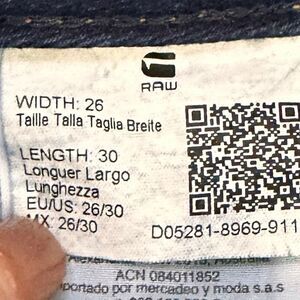 RAW
WIDTH: 26
Taille Talla Taglia Breite
LENGTH: 30
Longuer Largo
Lunghezza
EU/US: 26/30
MX: 26/30
D05281-8969-911
ACN 084011852
portado por mercadeo y moda s.a.s